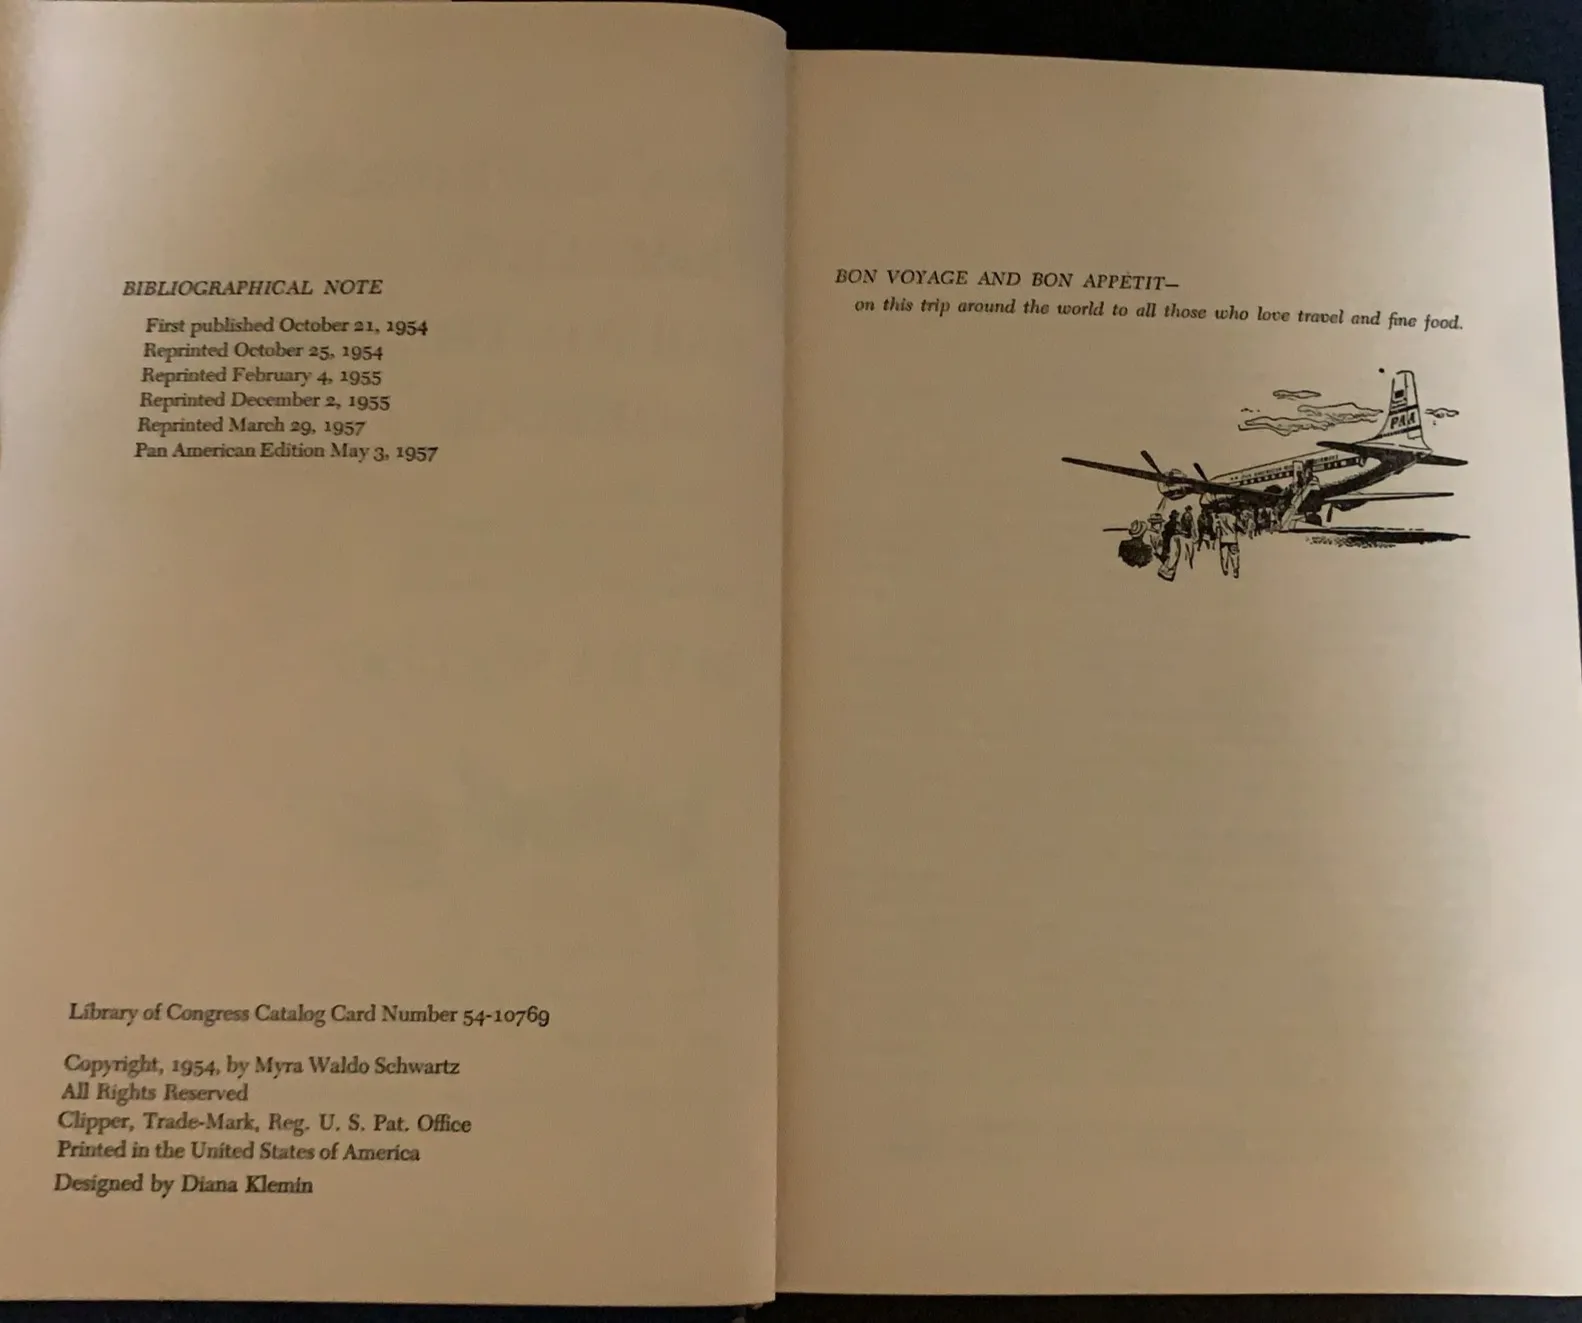 BIBLIOGRAPHICAL NOTE
First published October 21, 1954
Reprinted October 25, 1954
Reprinted February 4, 1955
Reprinted December 2, 1955
Reprinted March 29, 1957
Pan American Edition May 3, 1957
Library of Congress Catalog Card Number 54-10769
Copyright, 1954, by Myra Waldo Schwartz
All Rights Reserved
Clipper, Trade-Mark, Reg. U. S. Pat. Office
Printed in the United States of America
Designed by Diana Klemin
BON VOYAGE AND BON APPÉTIT—
on this trip around the world to all those who love travel and fine food.
PAA